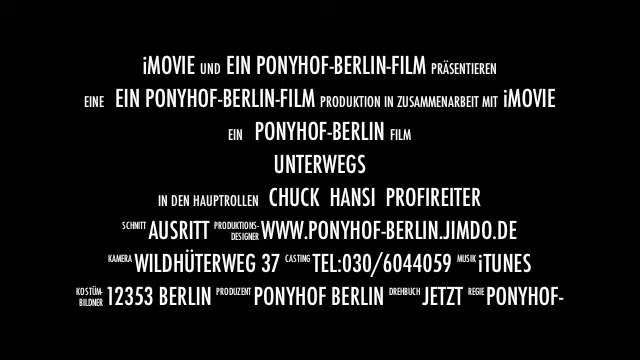 iMOVIE UND EIN PONYHOF-BERLIN-FILM PRÄSENTIEREN
EINE EIN PONYHOF-BERLIN-FILM PRODUKTION IN ZUSAMMENARBEIT MIT iMOVIE
EIN PONYHOF-BERLIN FILM
UNTERWEGS
IN DEN HAUPTROLLEN CHUCK HANSI PROFIREITER
SCHNITT AUSRITT PRODUKTIONS-DESIGNER WWW.PONYHOF-BERLIN.JIMDO.DE
KAMERA WILDHÜTERWEG 37 CASTING TEL:030/6044059 MUSIK iTUNES
KOSTÜM-BILDNER 12353 BERLIN PRODUZENT PONYHOF BERLIN DREHBUCH JETZT REGIE PONYHOF-